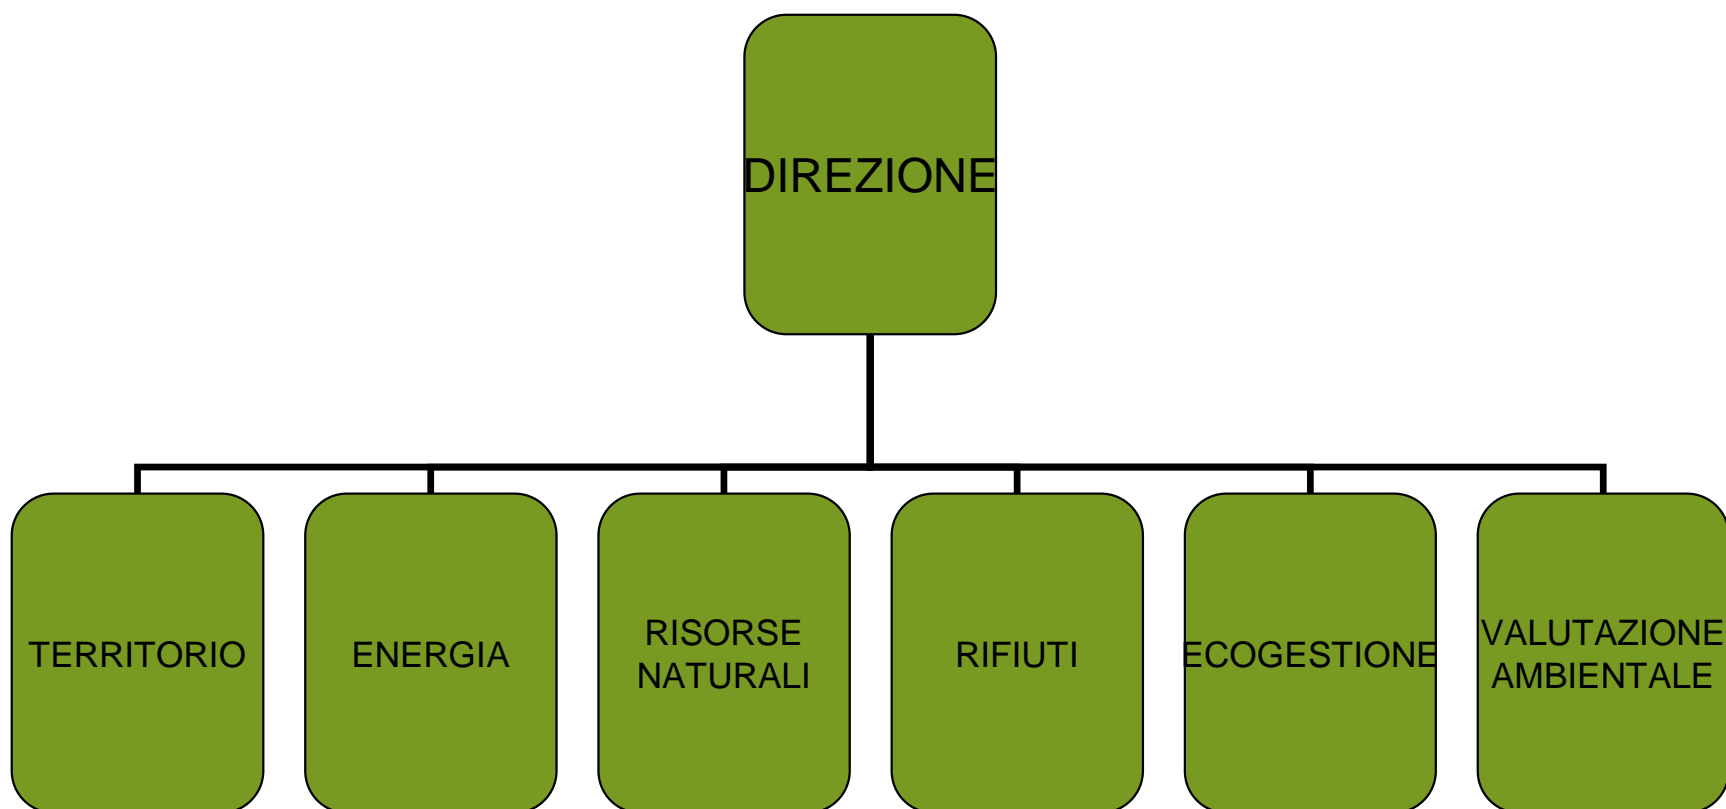 DIREZIONE
TERRITORIO
ENERGIA
RISORSE
NATURALI
RIFIUTI
ECOGESTIONE
VALUTAZIONE
AMBIENTALE